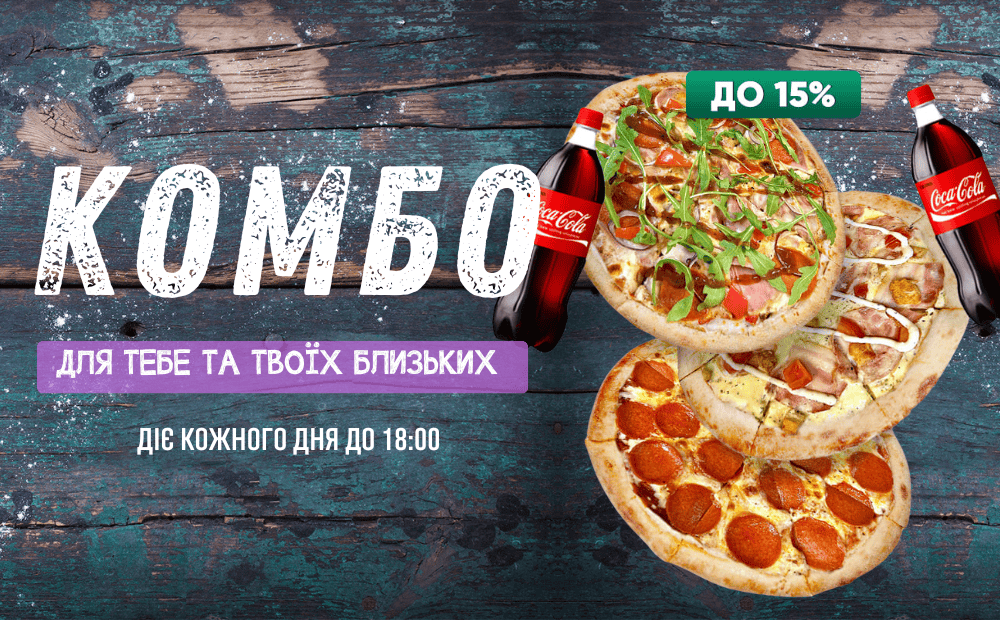 ДО 15%
КОМБО
Coca-Cola
Coca-Cola
ДЛЯ ТЕБЕ ТА ТВОЇХ БЛИЗЬКИХ
ДІЄ КОЖНОГО ДНЯ ДО 18:00